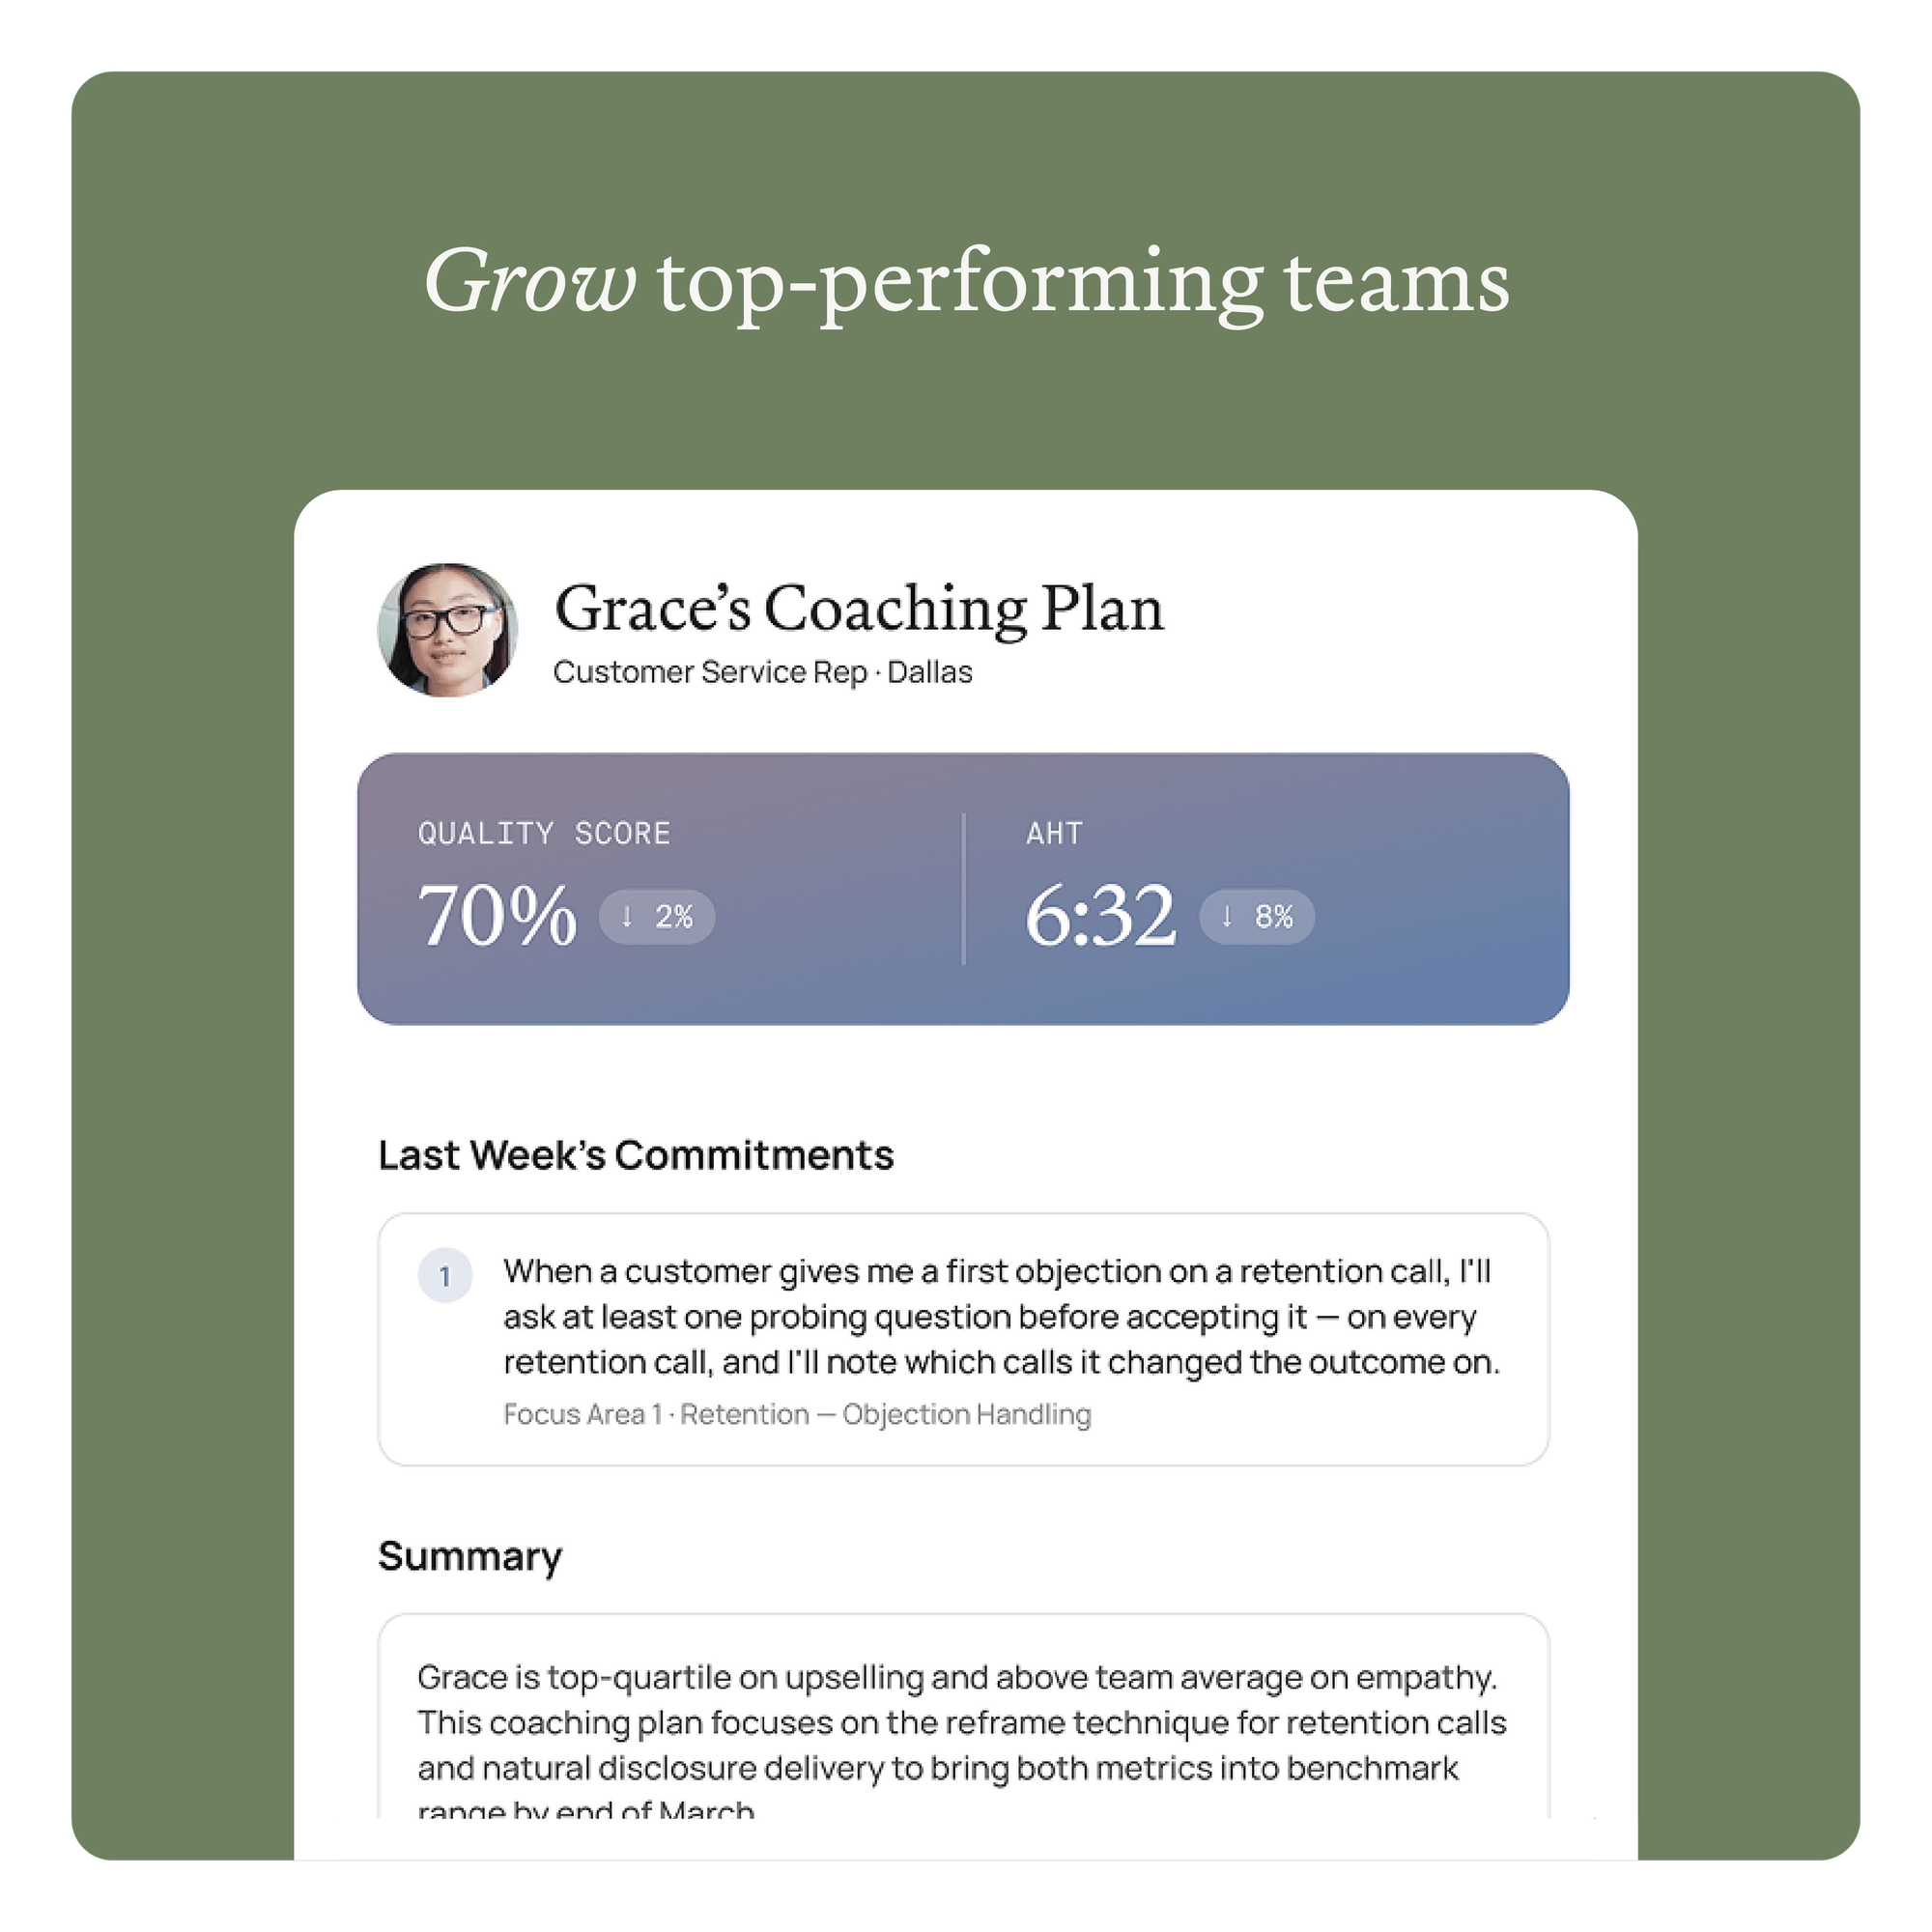 Grow top-performing teams
Grace’s Coaching Plan
Customer Service Rep · Dallas
QUALITY SCORE
70% ↓ 2%
AHT
6:32 ↓ 8%
Last Week’s Commitments
1
When a customer gives me a first objection on a retention call, I'll
ask at least one probing question before accepting it — on every
retention call, and I'll note which calls it changed the outcome on.
Focus Area 1 · Retention — Objection Handling
Summary
Grace is top-quartile on upselling and above team average on empathy.
This coaching plan focuses on the reframe technique for retention calls
and natural disclosure delivery to bring both metrics into benchmark
range by end of March